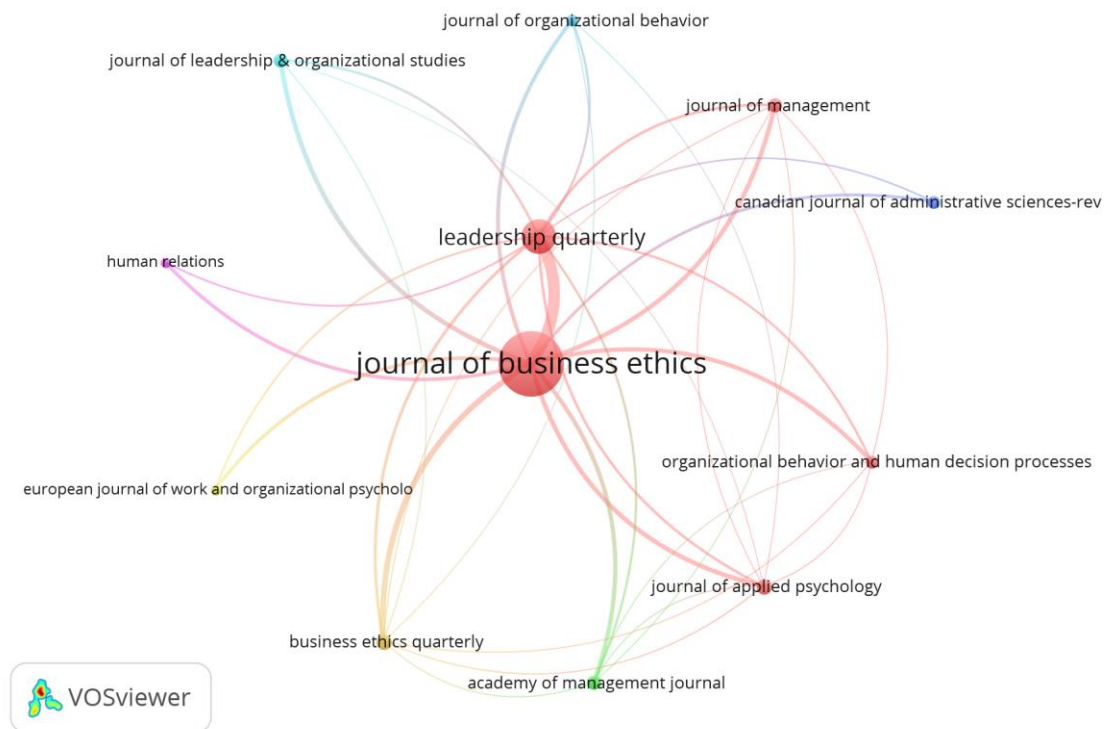 journal of organizational behavior
journal of leadership & organizational studies
journal of management
canadian journal of administrative sciences-rev
leadership quarterly
human relations
journal of business ethics
organizational behavior and human decision processes
european journal of work and organizational psycholo
journal of applied psychology
business ethics quarterly
academy of management journal
VOSviewer